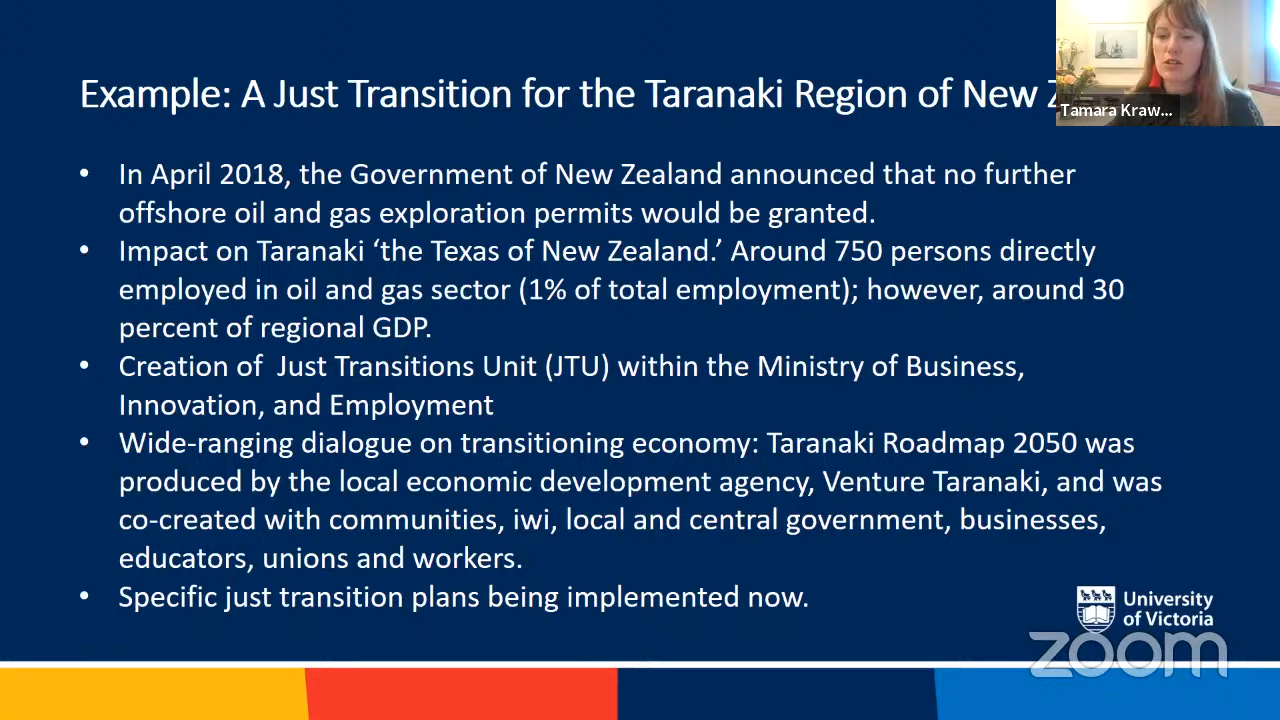 Example: A Just Transition for the Taranaki Region of New
Tamara Kraw...
• In April 2018, the Government of New Zealand announced that no further
offshore oil and gas exploration permits would be granted.
• Impact on Taranaki ‘the Texas of New Zealand.’ Around 750 persons directly
employed in oil and gas sector (1% of total employment); however, around 30
percent of regional GDP.
• Creation of  Just Transitions Unit (JTU) within the Ministry of Business,
Innovation, and Employment
• Wide-ranging dialogue on transitioning economy: Taranaki Roadmap 2050 was
produced by the local economic development agency, Venture Taranaki, and was
co-created with communities, iwi, local and central government, businesses,
educators, unions and workers.
• Specific just transition plans being implemented now.
University
of Victoria
zoom